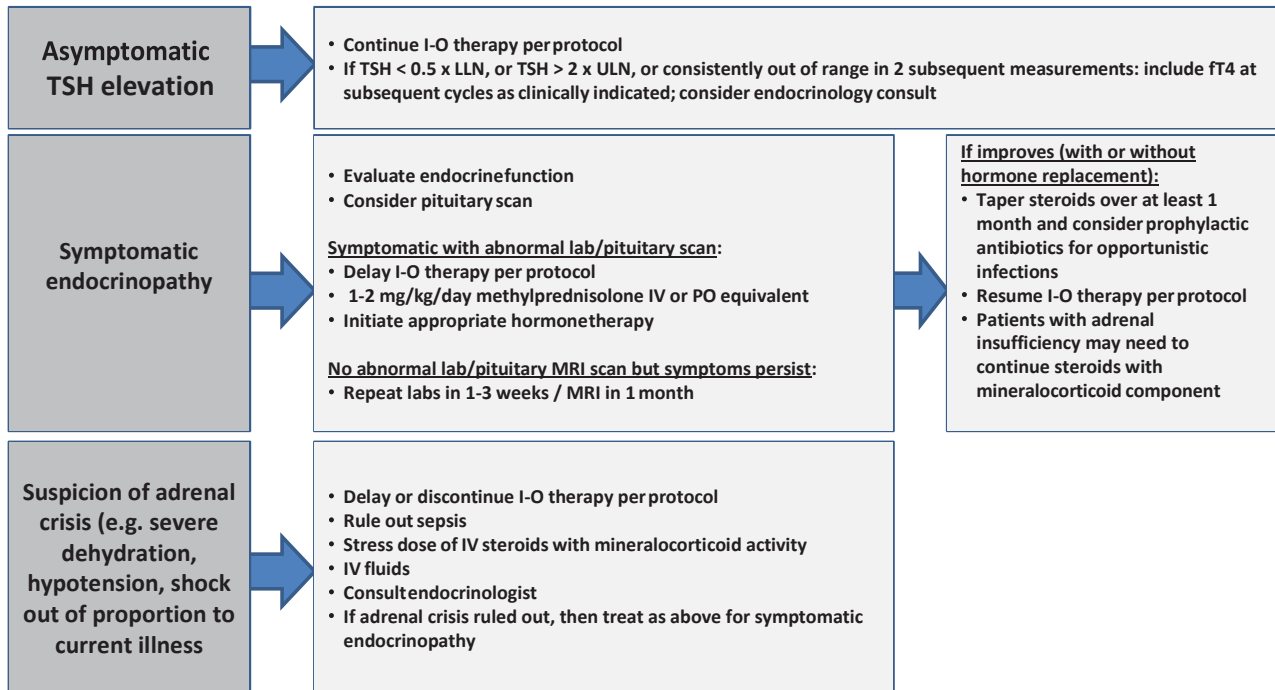 Asymptomatic
TSH elevation
• Continue I-O therapy per protocol
• If TSH < 0.5 x LLN, or TSH > 2 x ULN, or consistently out of range in 2 subsequent measurements: include fT4 at
subsequent cycles as clinically indicated; consider endocrinology consult
Symptomatic
endocrinopathy
• Evaluate endocrinefunction
• Consider pituitary scan
Symptomatic with abnormal lab/pituitary scan:
• Delay I-O therapy per protocol
• 1-2 mg/kg/day methylprednisolone IV or PO equivalent
• Initiate appropriate hormonetherapy
No abnormal lab/pituitary MRI scan but symptoms persist:
• Repeat labs in 1-3 weeks / MRI in 1 month
If improves (with or without
hormone replacement):
• Taper steroids over at least 1
month and consider prophylactic
antibiotics for opportunistic
infections
• Resume I-O therapy per protocol
• Patients with adrenal
insufficiency may need to
continue steroids with
mineralocorticoid component
Suspicion of adrenal
crisis (e.g. severe
dehydration,
hypotension, shock
out of proportion to
current illness
• Delay or discontinue I-O therapy per protocol
• Rule out sepsis
• Stress dose of IV steroids with mineralocorticoid activity
• IV fluids
• Consult endocrinologist
• If adrenal crisis ruled out, then treat as above for symptomatic
endocrinopathy